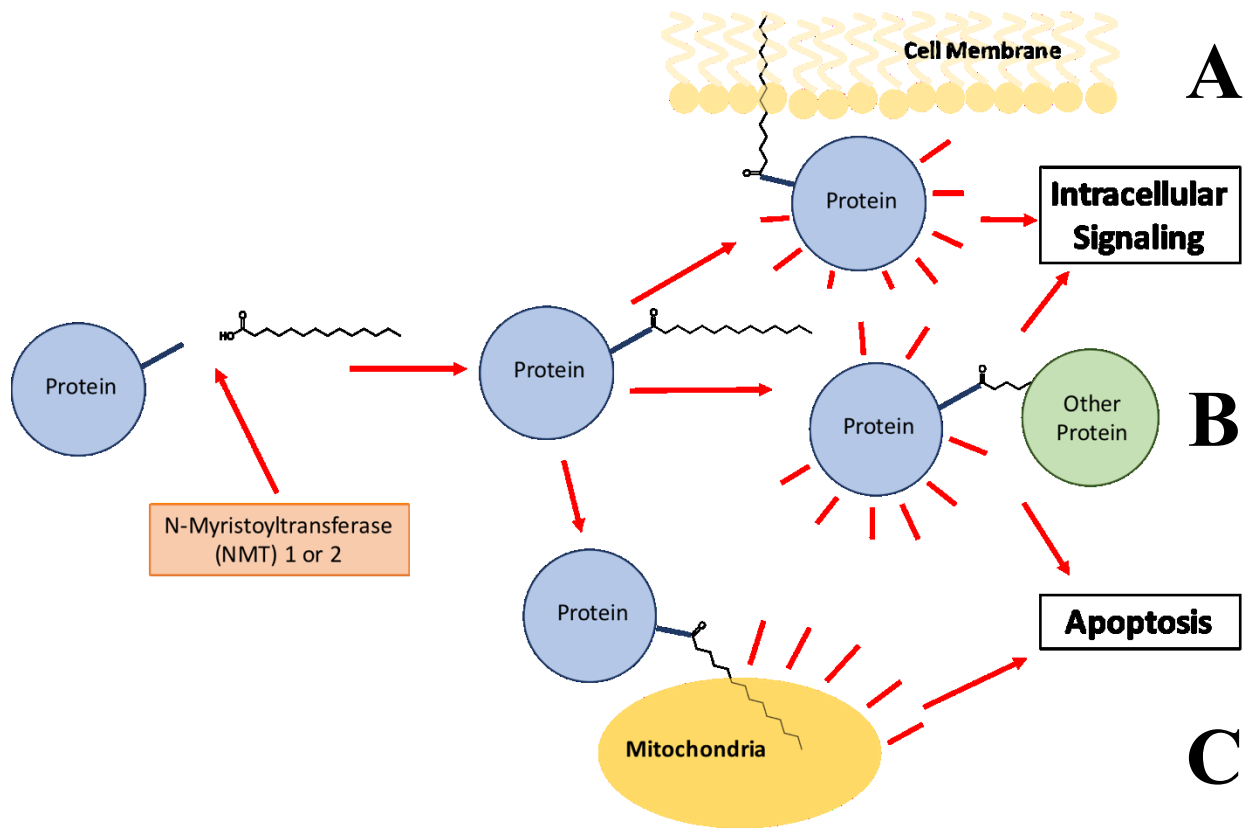 Cell Membrane
A
Protein
Intracellular
Signaling
O
O
HO
O
Protein
Protein
O
Protein
Other
Protein
B
N-Myristoyltransferase
(NMT) 1 or 2
Protein
O
Apoptosis
Mitochondria
C